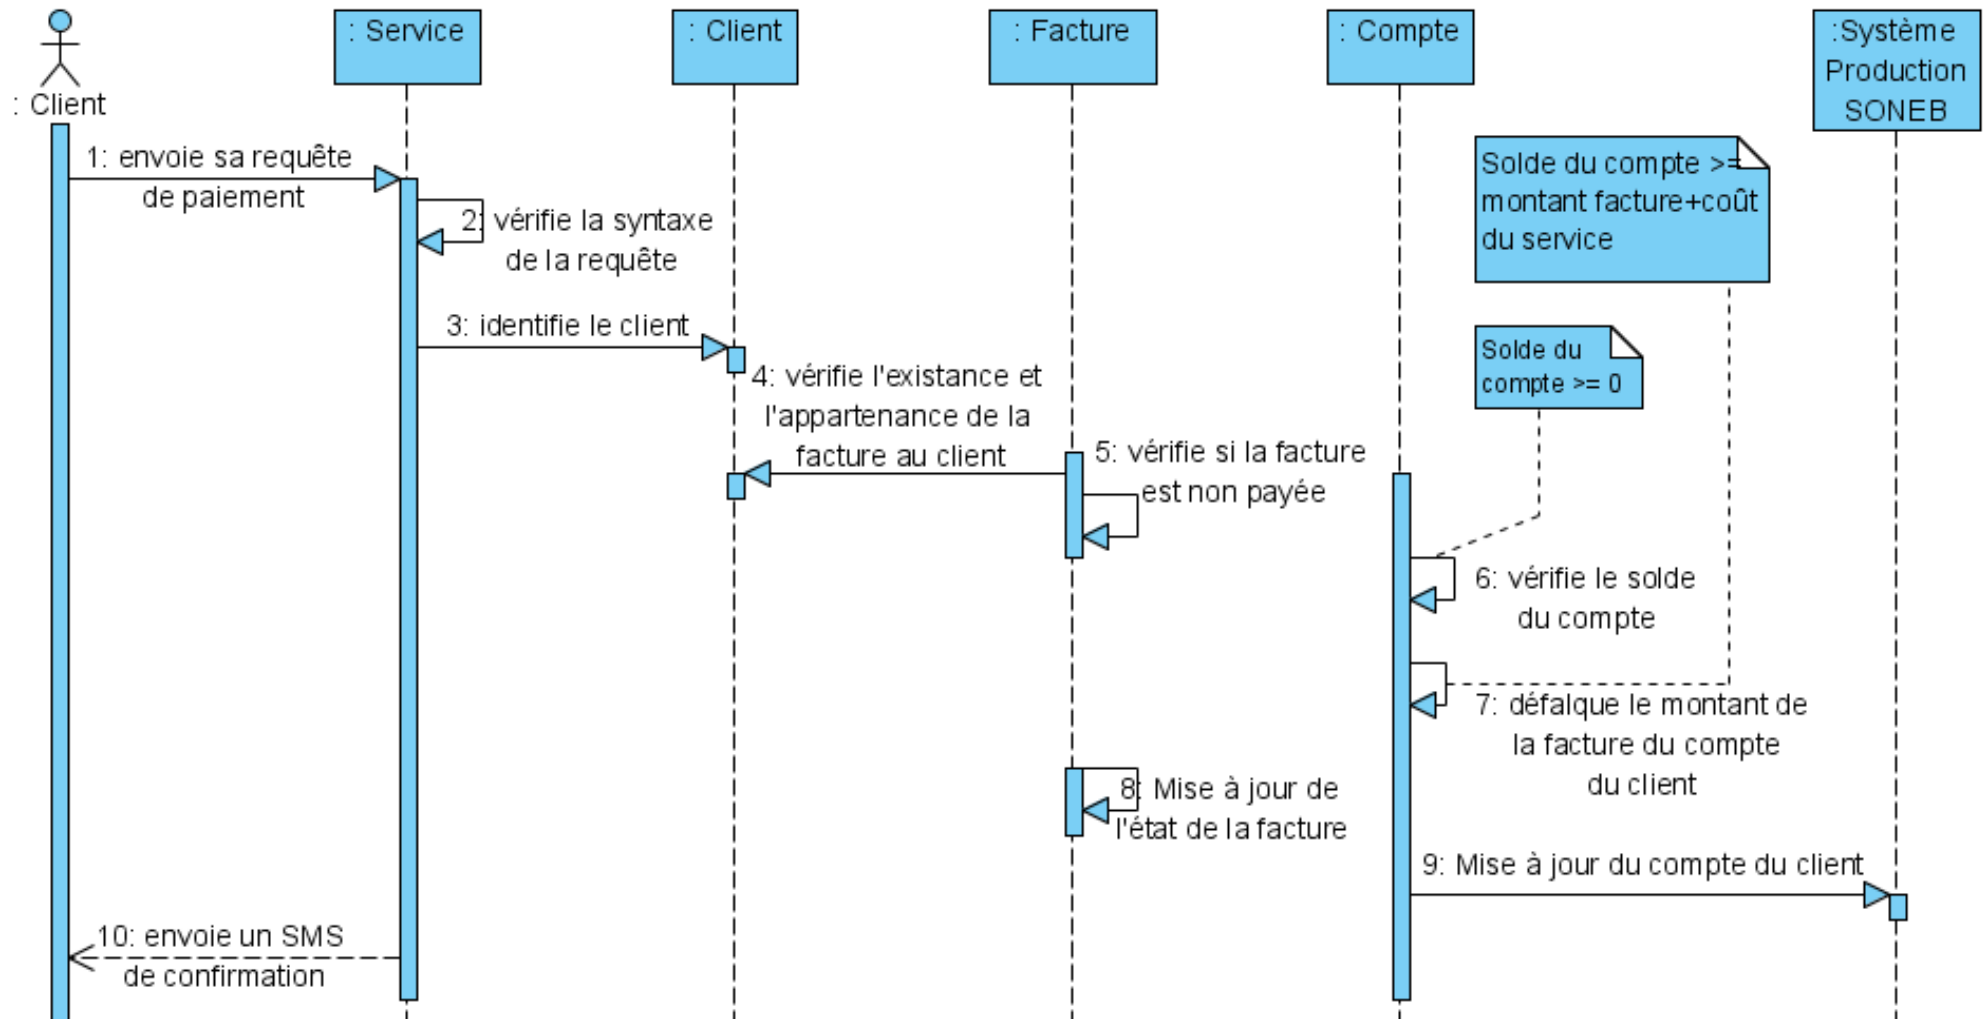 : Client
: Service
: Client
: Facture
: Compte
:Système
Production
SONEB
1: envoie sa requête
de paiement
2: vérifie la syntaxe
de la requête
3: identifie le client
4: vérifie l'existance et
l'appartenance de la
facture au client
5: vérifie si la facture
est non payée
Solde du compte >=
montant facture+coût
du service
Solde du
compte >= 0
6: vérifie le solde
du compte
7: défalque le montant de
la facture du compte
du client
8: Mise à jour de
l'état de la facture
9: Mise à jour du compte du client
10: envoie un SMS
de confirmation